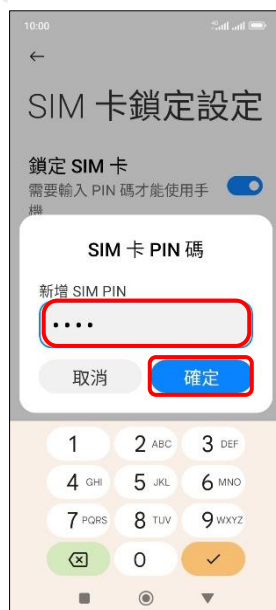 10:00
SIM 卡鎖定設定
鎖定 SIM 卡
需要輸入 PIN 碼才能使用手
機
SIM 卡 PIN 碼
新增 SIM PIN
••••
取消 確定
1 2 ABC 3 DEF
4 GHI 5 JKL 6 MNO
7 PQRS 8 TUV 9 WXYZ
0